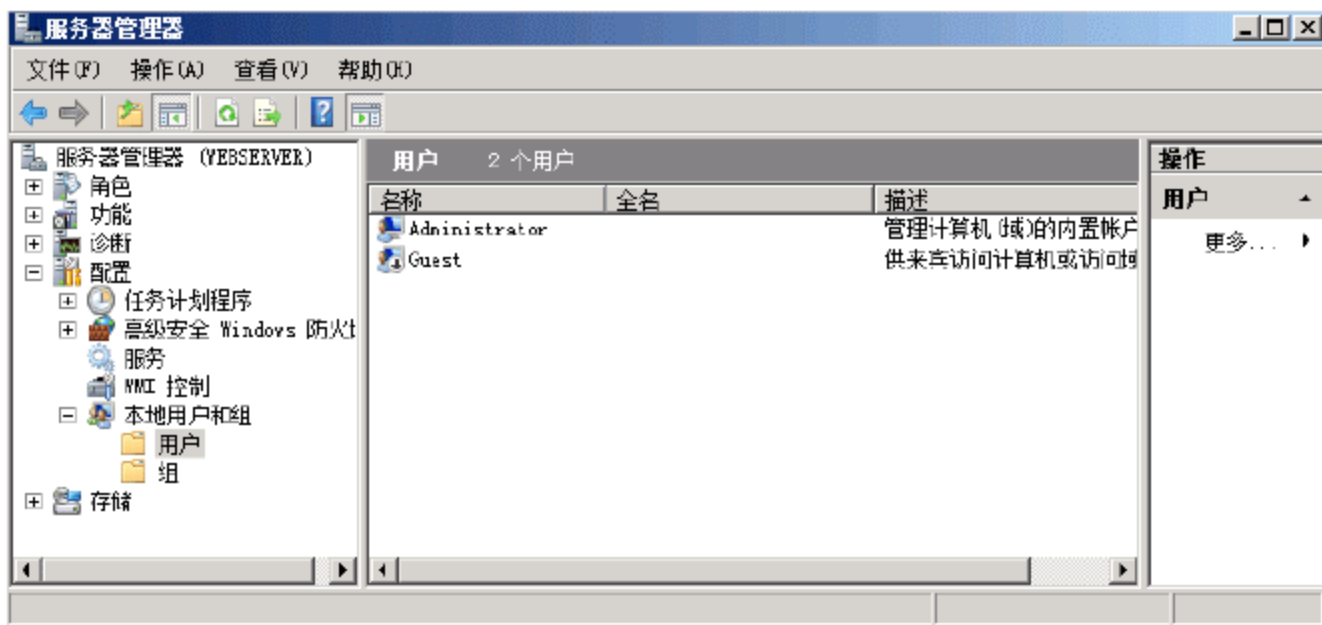 服务器管理器
文件(F) 操作(A) 查看(V) 帮助(H)
服务器管理器 (WEBSERVER)
角色
功能
诊断
配置
任务计划程序
高级安全 Windows 防火
服务
WMI 控制
本地用户和组
用户
组
存储
用户 2 个用户
名称 全名 描述
Administrator 管理计算机(域)的内置帐户
Guest 供来宾访问计算机或访问域
操作
用户
更多...